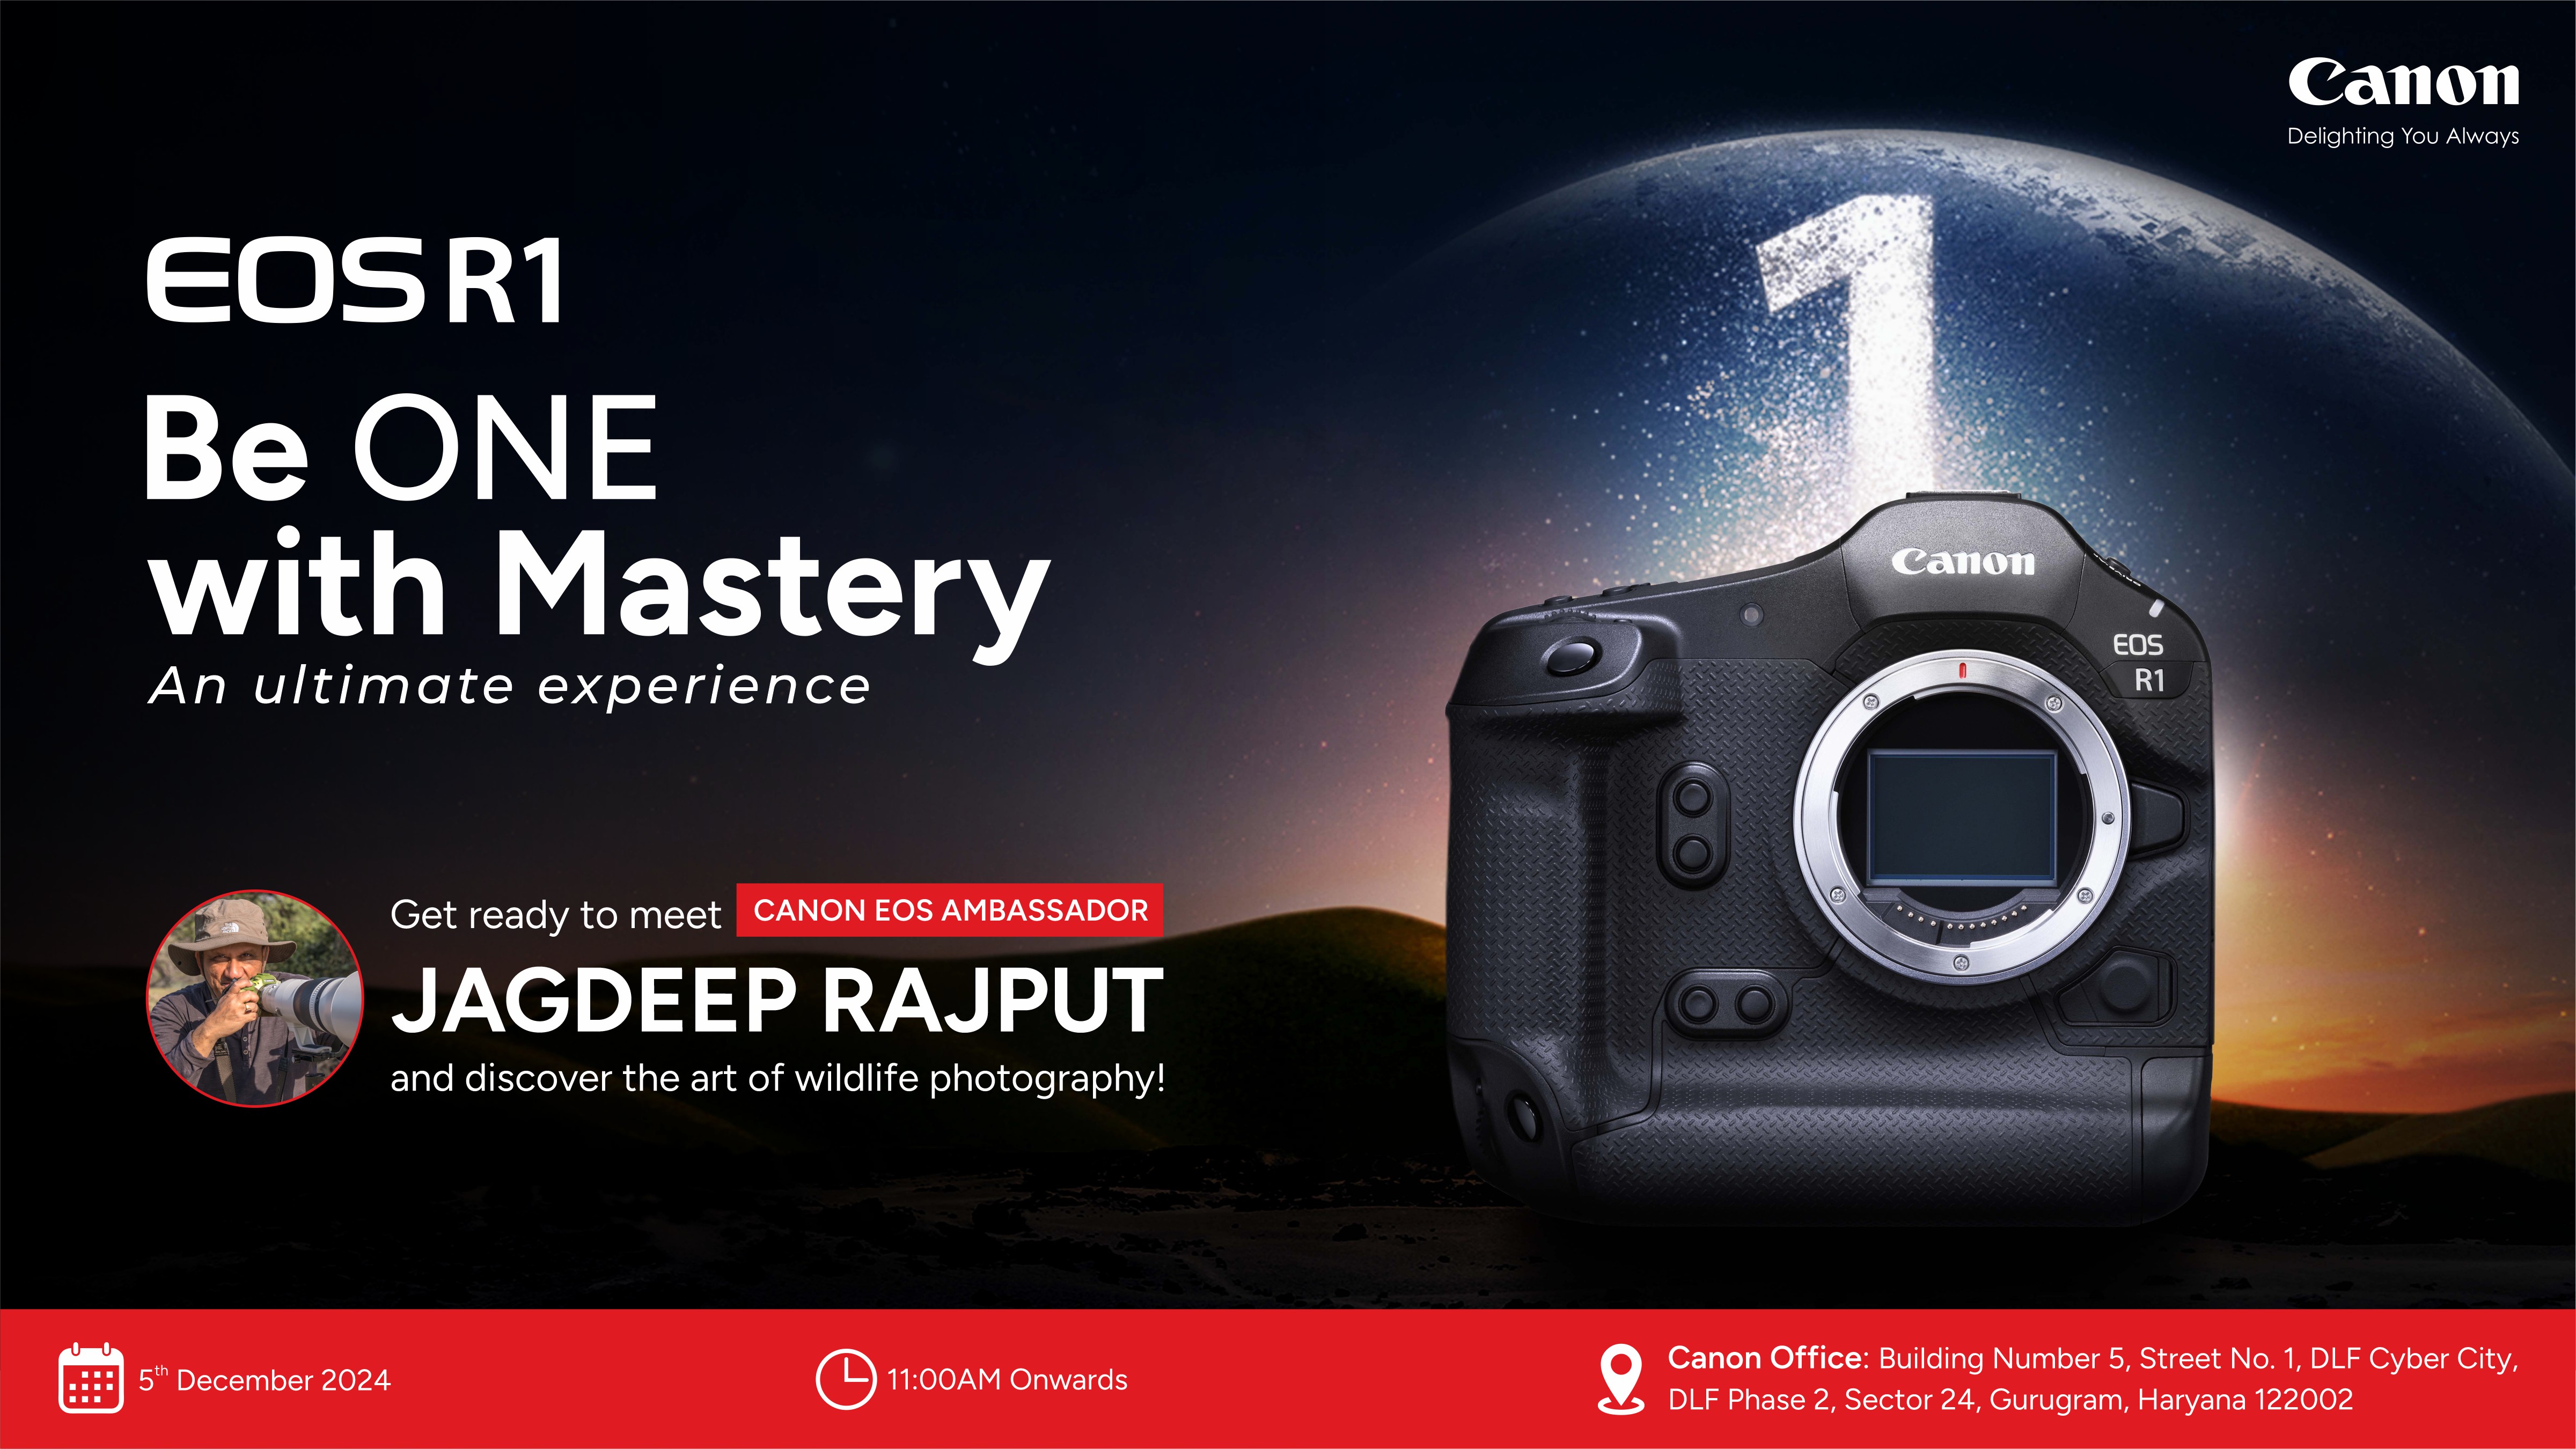 Canon
Delighting You Always
EOS R1
Be ONE
with Mastery
An ultimate experience
Canon
EOS
R1
Get ready to meet CANON EOS AMBASSADOR
JAGDEEP RAJPUT
and discover the art of wildlife photography!
5th December 2024
11:00AM Onwards
Canon Office: Building Number 5, Street No. 1, DLF Cyber City,
DLF Phase 2, Sector 24, Gurugram, Haryana 122002